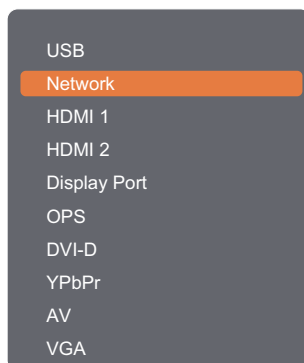 USB
Network
HDMI 1
HDMI 2
Display Port
OPS
DVI-D
YPbPr
AV
VGA